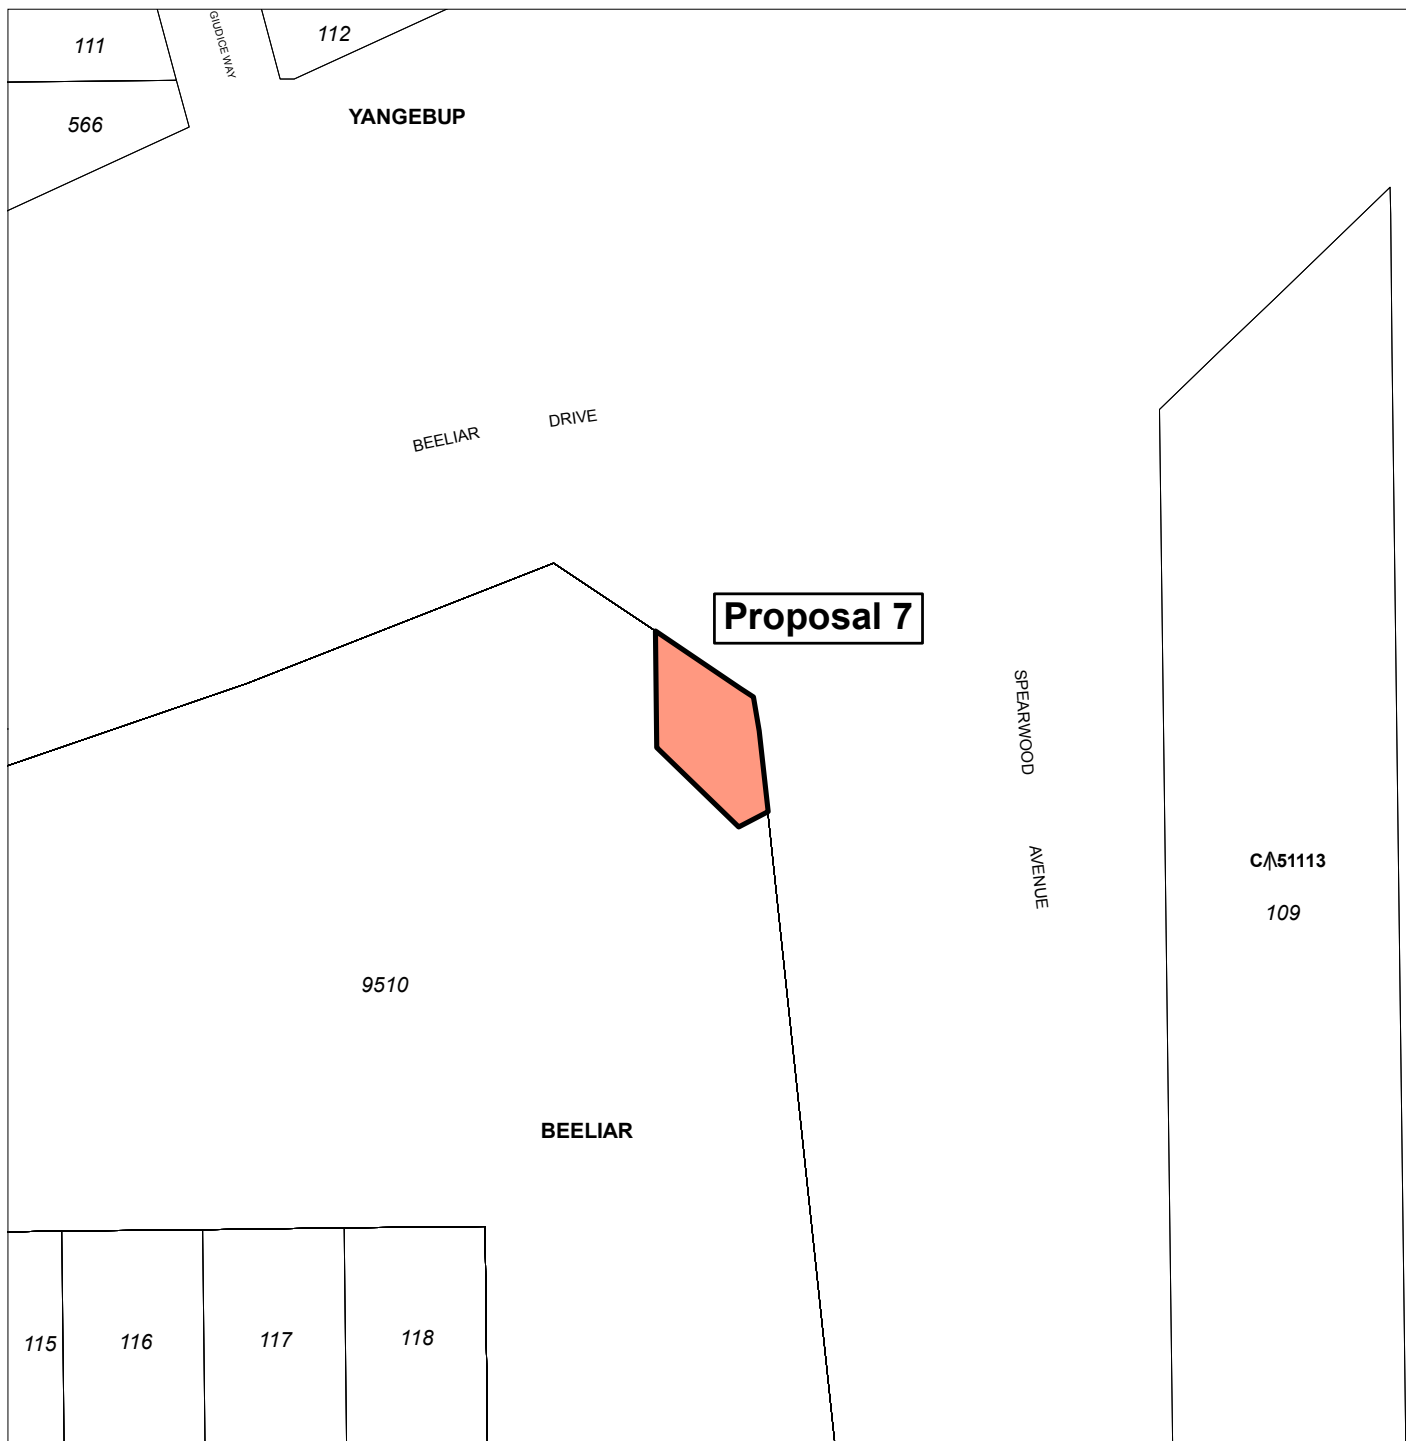 GIUDICE WAY
111
112
566
YANGEBUP
BEELIAR DRIVE
Proposal 7
SPEARWOOD
AVENUE
C 51113
109
9510
BEELIAR
115
116
117
118